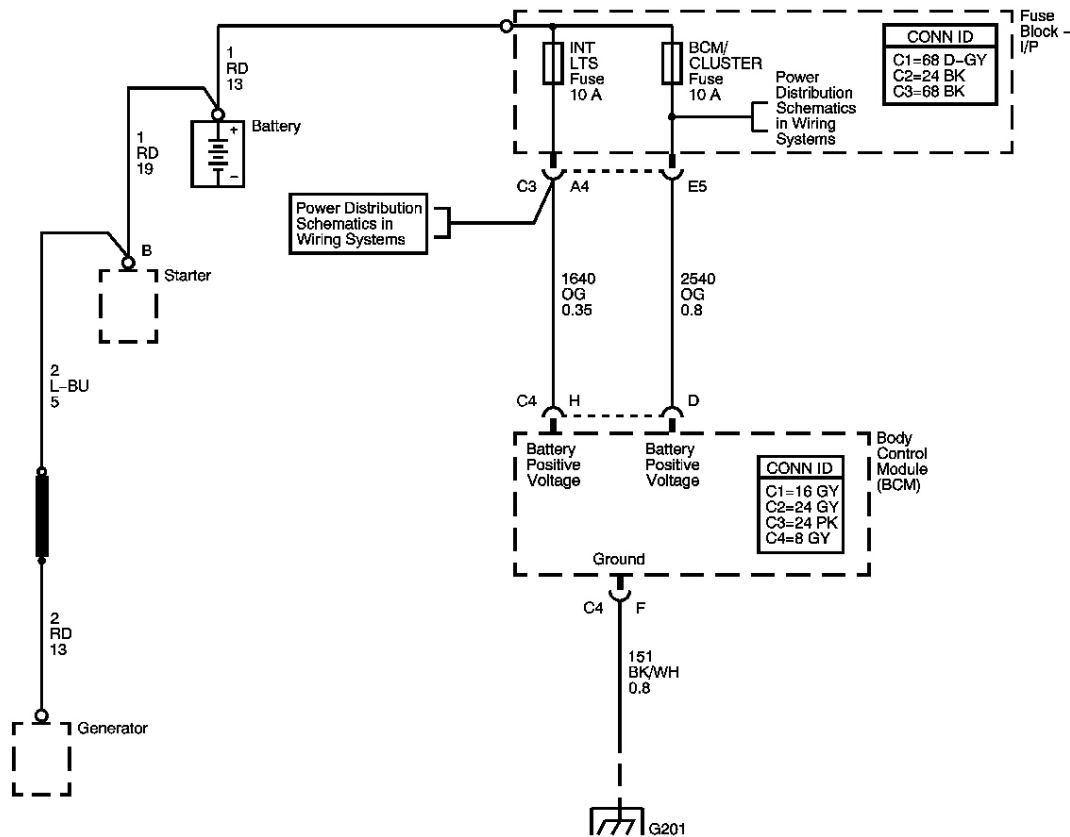 Fuse
Block –
I/P
CONN ID
C1=68 D–GY
C2=24 BK
C3=68 BK
INT
LTS
Fuse
10 A
BCM/
CLUSTER
Fuse
10 A
Power
Distribution
Schematics
in Wiring
Systems
1
RD
13
+
Battery
–
1
RD
19
C3
A4
E5
Power Distribution
Schematics in
Wiring Systems
B
Starter
1640
OG
0.35
2540
OG
0.8
2
L–BU
5
C4
H
D
Battery
Positive
Voltage
Battery
Positive
Voltage
CONN ID
C1=16 GY
C2=24 GY
C3=24 PK
C4=8 GY
Body
Control
Module
(BCM)
Ground
C4
F
2
RD
13
151
BK/WH
0.8
Generator
G201